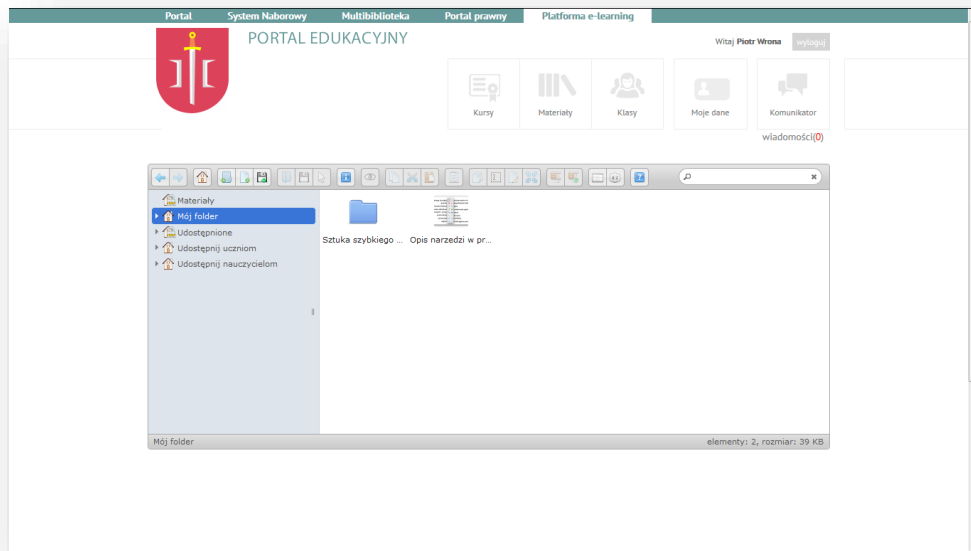 Portal System Naborowy Multibiblioteka Portal prawny Platforma e-learning
PORTAL EDUKACYJNY
Witaj Piotr Wrona wyloguj
Kursy Materiały Klasy Moje dane Komunikator
wiadomości(0)
Materiały
Mój folder
Udostępnione
Udostępnij uczniom
Udostępnij nauczycielom
Sztuka szybkiego ... Opis narzedzi w pr...
Mój folder elementy: 2, rozmiar: 39 KB